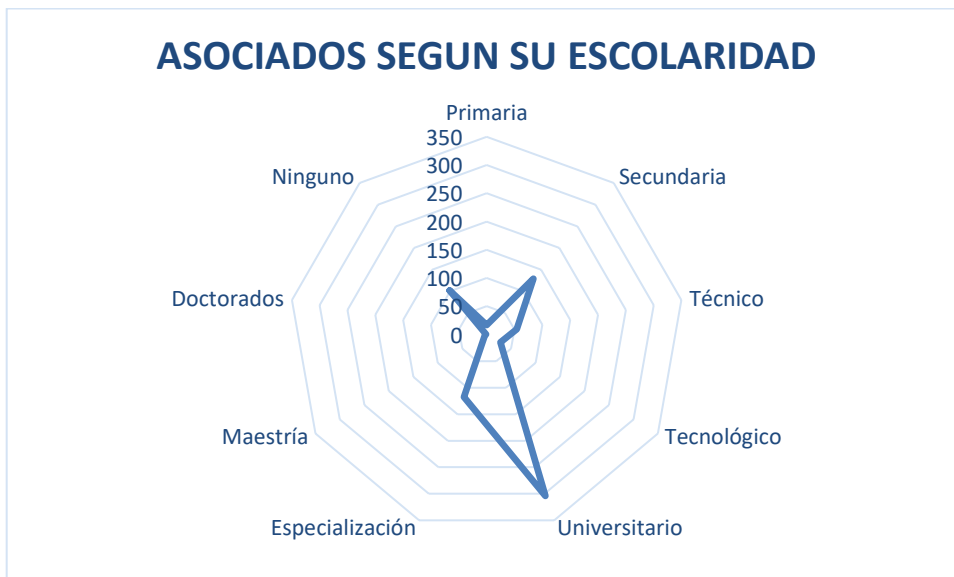 ASOCIADOS SEGUN SU ESCOLARIDAD
Primaria
350
300
250
200
150
100
50
0
Secundaria
Técnico
Tecnológico
Universitario
Especialización
Maestría
Doctorados
Ninguno